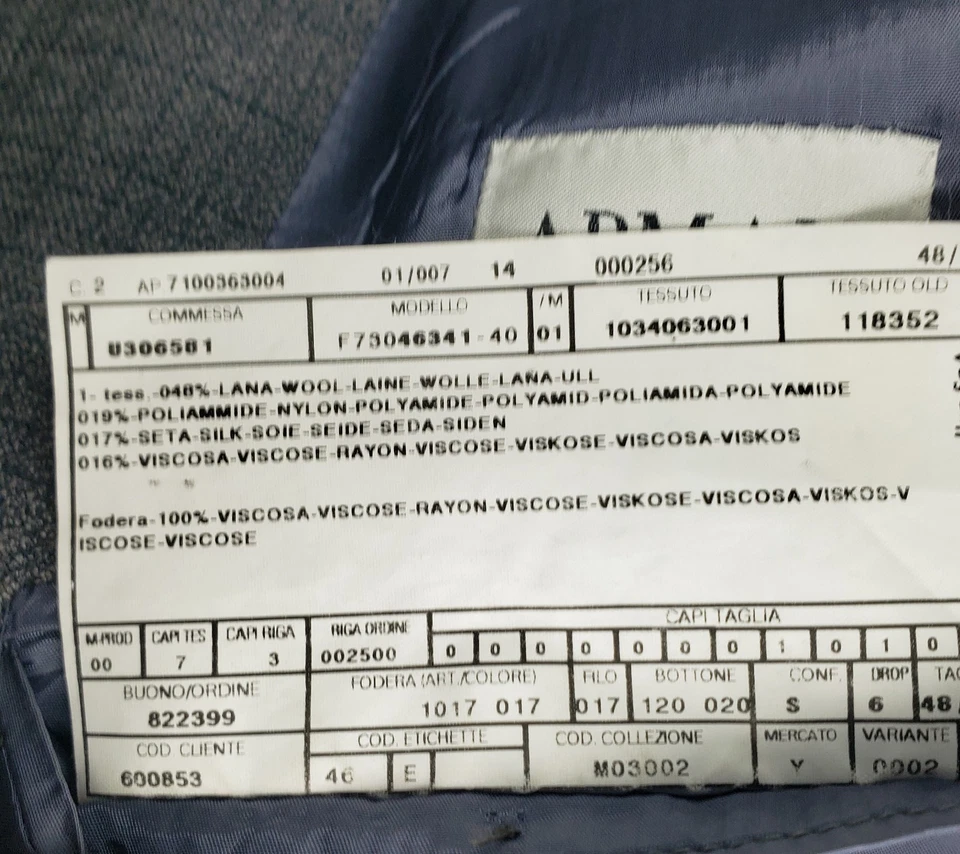 ARMA
C. 2 AP 7100363004 01/007 14 000256 48/
M COMMESSA MODELLO /M TESSUTO TESSUTO OLD
U306581 F73046341-40 01 1034063001 118352
1- tess.-048%-LANA-WOOL-LAINE-WOLLE-LANA-ULL
019%-POLIAMMIDE-NYLON-POLYAMIDE-POLYAMID-POLIAMIDA-POLYAMIDE
017%-SETA-SILK-SOIE-SEIDE-SEDA-SIDEN
016%-VISCOSA-VISCOSE-RAYON-VISCOSE-VISKOSE-VISCOSA-VISKOS
Fodera-100%-VISCOSA-VISCOSE-RAYON-VISCOSE-VISKOSE-VISCOSA-VISKOS-V
ISCOSE-VISCOSE
M-PROD CAPI TES CAPI RIGA RIGA ORDINE CAPI TAGLIA
00 7 3 002500 0 0 0 0 0 0 0 1 0 1 0
BUONO/ORDINE FODERA (ART./COLORE) FILO BOTTONE CONF. DROP TAG
822399 1017 017 017 120 020 S 6 48
COD CLIENTE COD. ETICHETTE COD. COLLEZIONE MERCATO VARIANTE
600853 46 E M03002 Y 0002